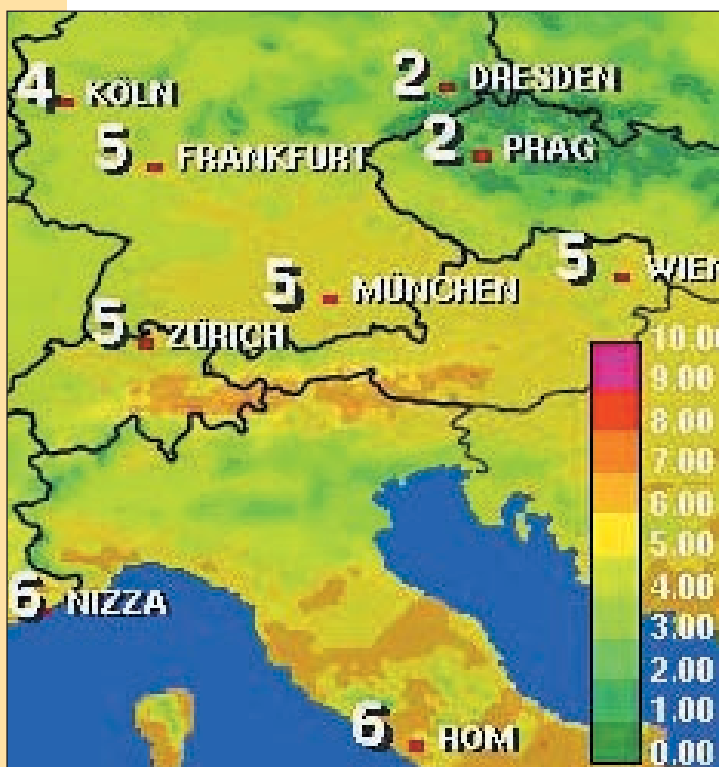 4 KÖLN
2 DRESDEN
5 FRANKFURT
2 PRAG
5 WIEN
5 MÜNCHEN
5 ZÜRICH
10.00
9.00
8.00
7.00
6.00
5.00
4.00
3.00
2.00
1.00
0.00
6 NIZZA
6 ROM